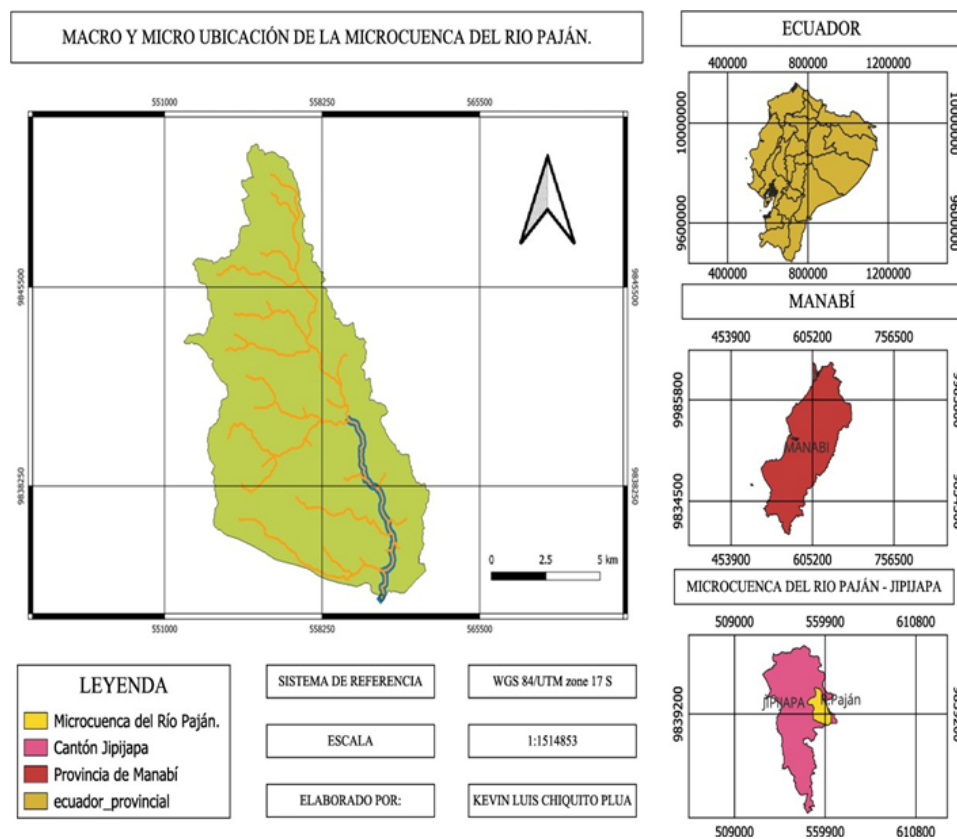 MACRO Y MICRO UBICACIÓN DE LA MICROCUENCA DEL RIO PAJÁN.
551000 558250 565500
9845500 9845500
9838250 9838250
0 2.5 5 km
551000 558250 565500
ECUADOR
400000 800000 1200000
10000000
9600000 9600000
400000 800000 1200000
MANABÍ
453900 605200 756500
9985800
MANABÍ
9834500
453900 605200 756500
MICROCUENCA DEL RIO PAJÁN - JIPIJAPA
509000 559900 610800
JIPIJAPA
R.Paján
9839200
509000 559900 610800
LEYENDA
Microcuenca del Río Paján.
Cantón Jipijapa
Provincia de Manabí
ecuador_provincial
SISTEMA DE REFERENCIA
WGS 84/UTM zone 17 S
ESCALA
1:1514853
ELABORADO POR:
KEVIN LUIS CHIQUITO PLUA